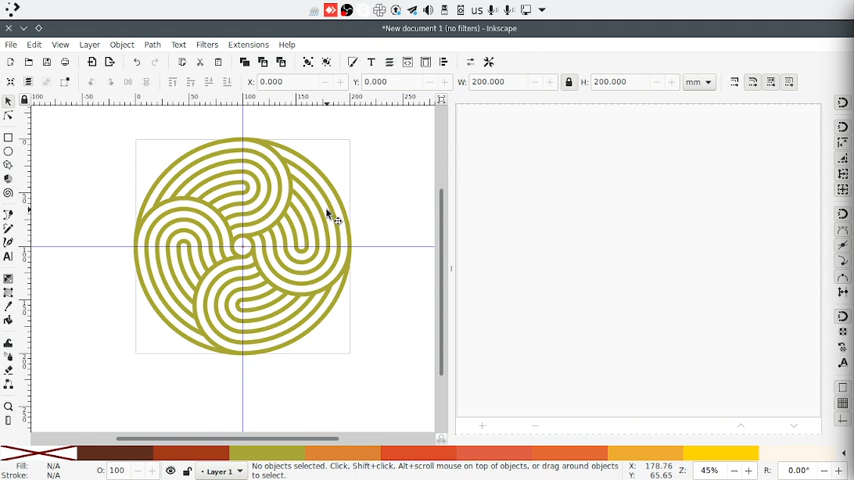 us
*New document 1 (no filters) - Inkscape
File Edit View Layer Object Path Text Filters Extensions Help
X: 0.000 Y: 0.000 W: 200.000 H: 200.000 mm
100 -50 0 50 100 150 200 250
Fill: N/A
Stroke: N/A
O: 100
Layer 1
No objects selected. Click, Shift+click, Alt+scroll mouse on top of objects, or drag around objects
to select.
X: 178.76
Y: 65.65
Z: 45%
R: 0.00°